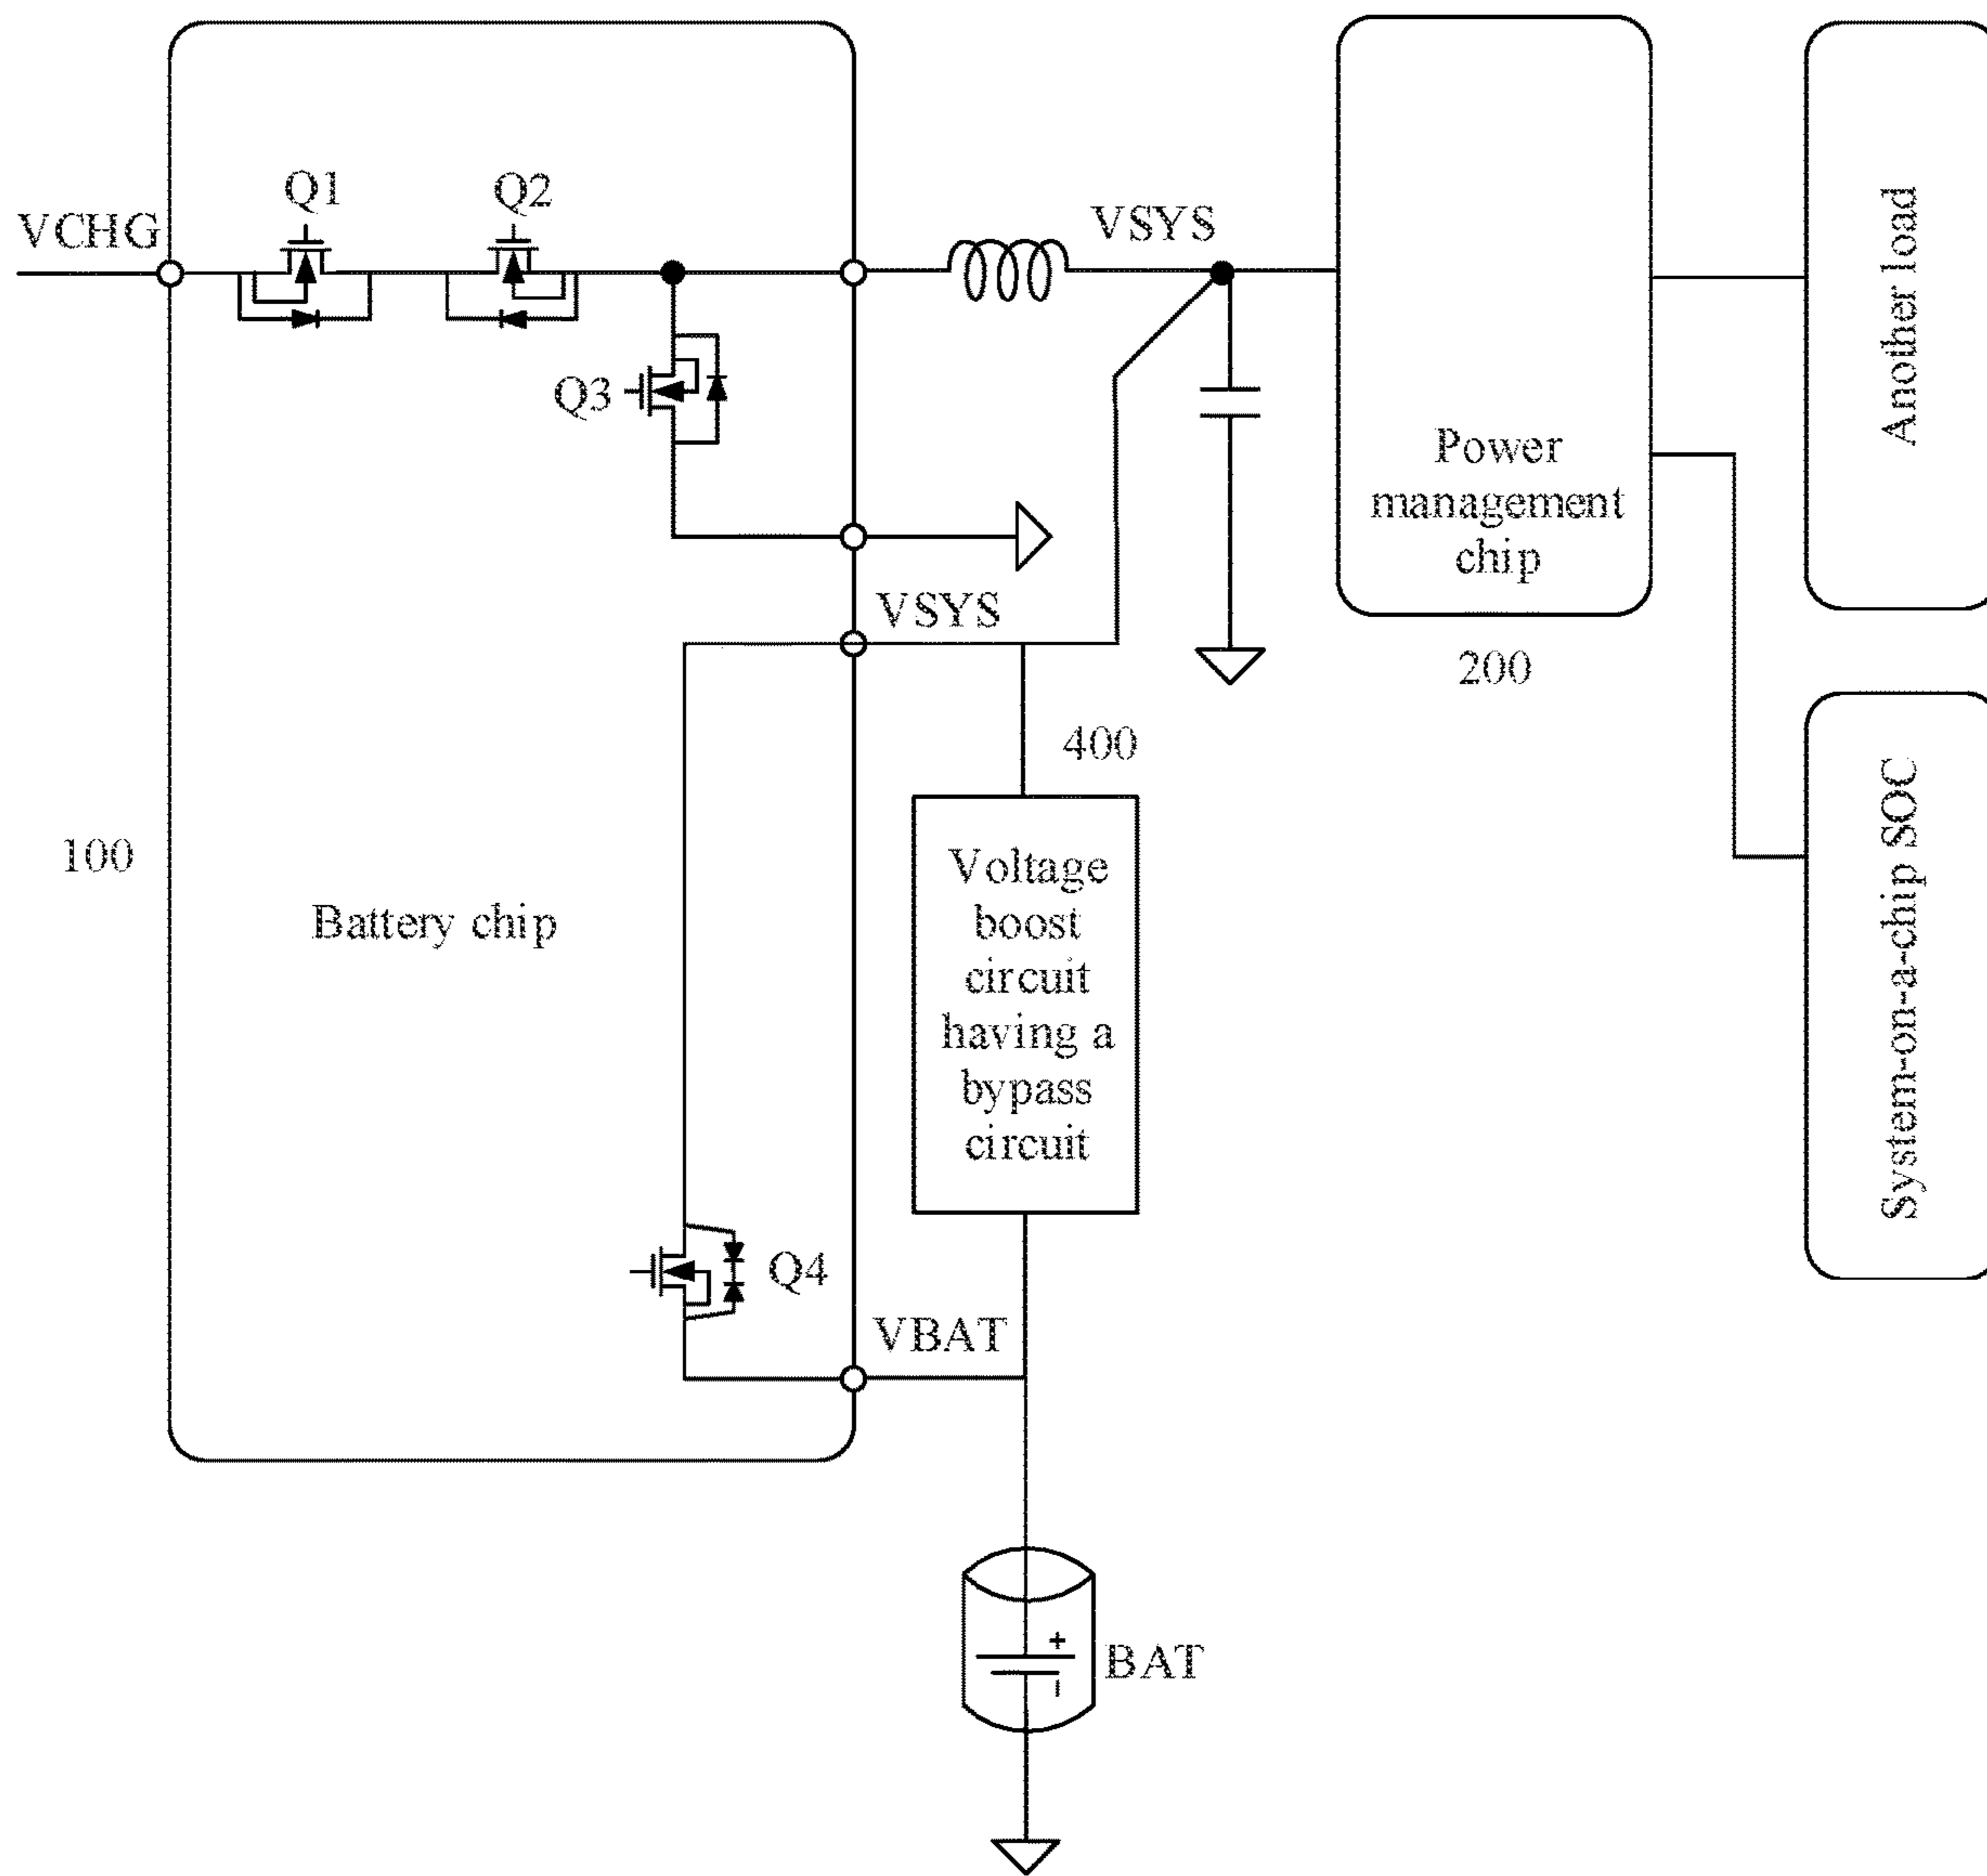 Q1
Q2
VCHG
VSYS
Q3
Power
management
chip
200
Another load
VSYS
400
100
Battery chip
Voltage
boost
circuit
having a
bypass
circuit
System-on-a-chip SOC
Q4
VBAT
+
-
BAT